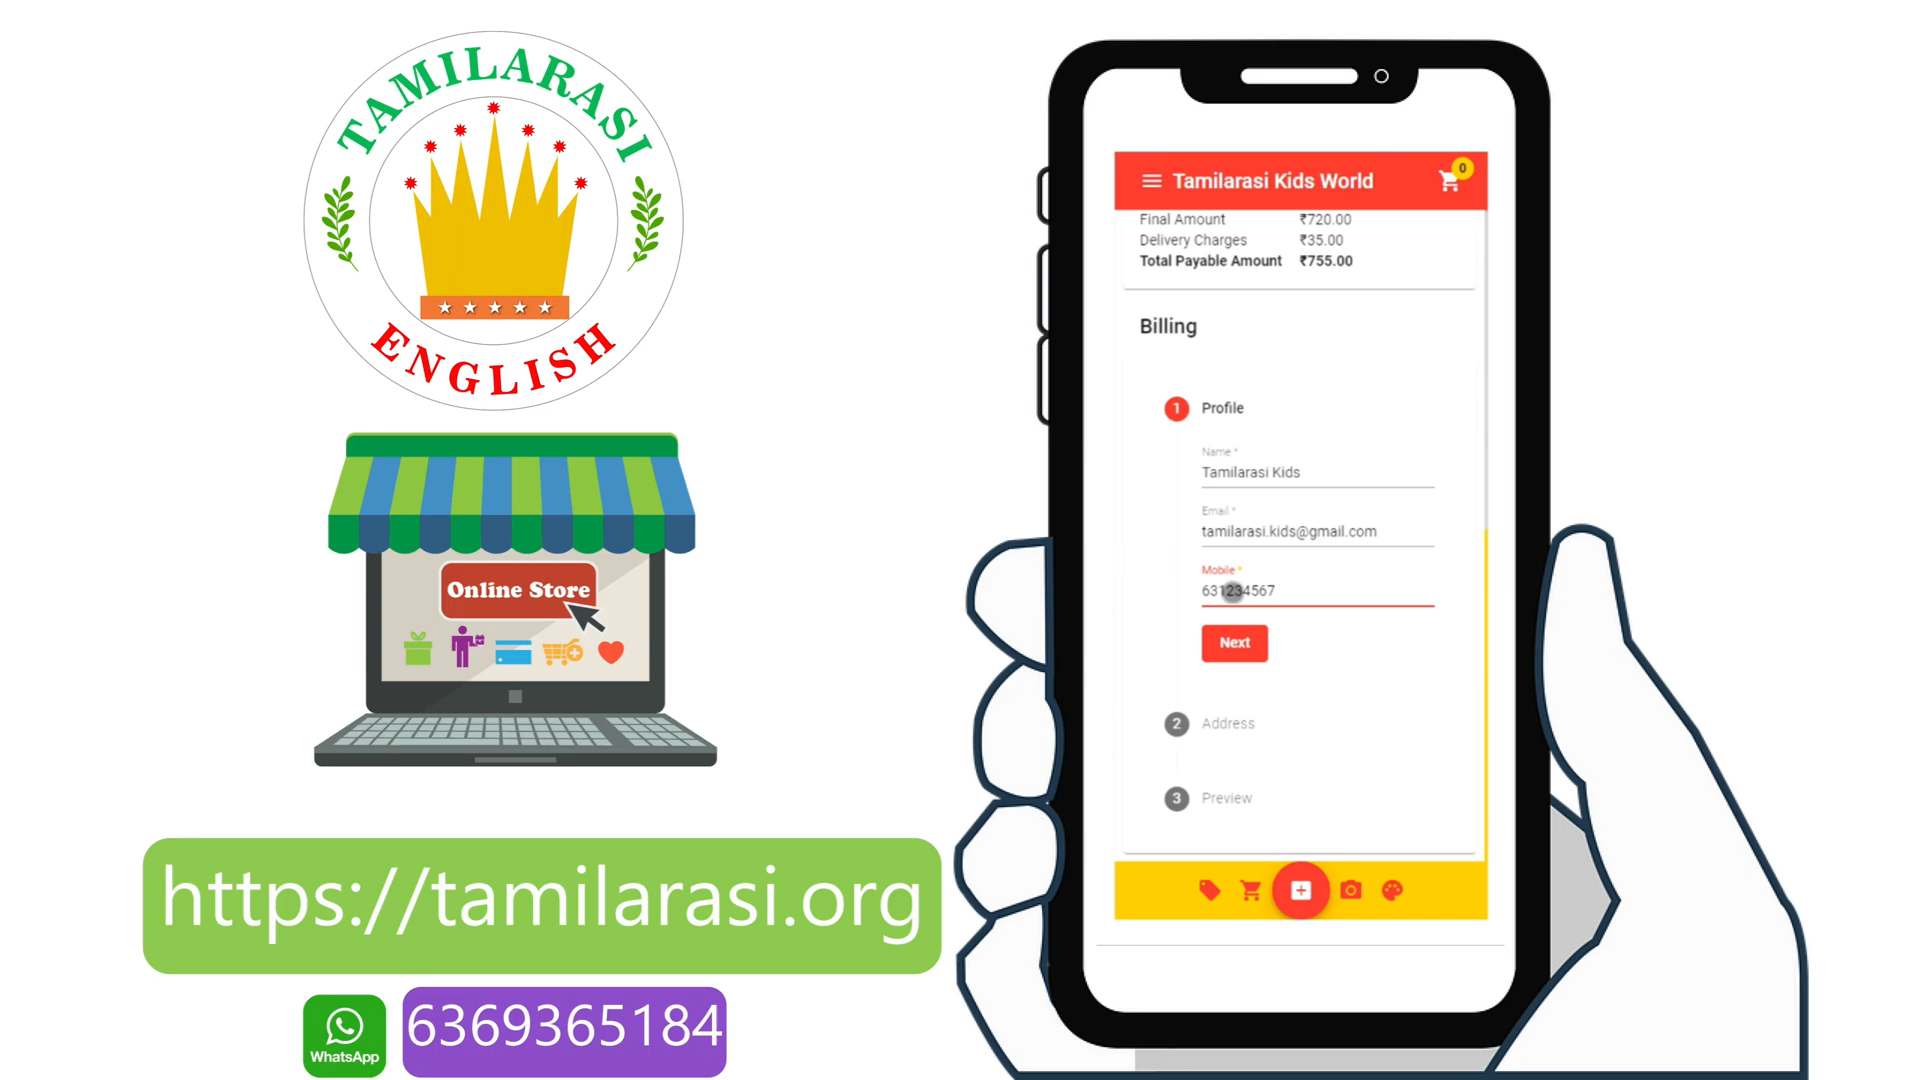 TAMILARASI
ENGLISH
Online Store
https://tamilarasi.org
WhatsApp
6369365184
Tamilarasi Kids World
0
Final Amount ₹720.00
Delivery Charges ₹35.00
Total Payable Amount ₹755.00
Billing
1 Profile
Name *
Tamilarasi Kids
Email *
tamilarasi.kids@gmail.com
Mobile *
631234567
Next
2 Address
3 Preview